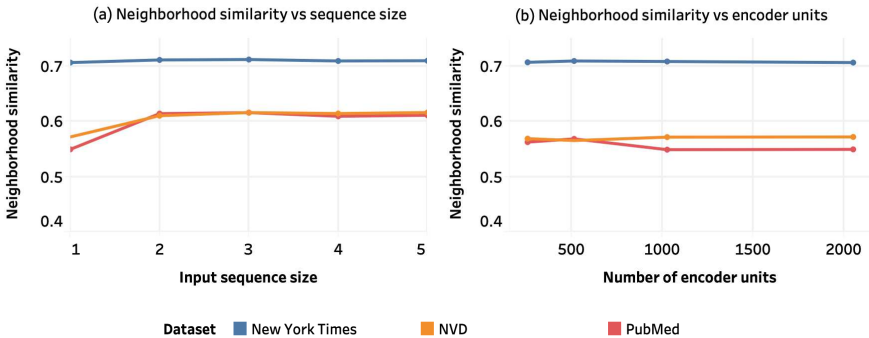 (a) Neighborhood similarity vs sequence size
Neighborhood similarity
0.7
0.6
0.5
0.4
1 2 3 4 5
Input sequence size
(b) Neighborhood similarity vs encoder units
Neighborhood similarity
0.7
0.6
0.5
0.4
500 1000 1500 2000
Number of encoder units
Dataset New York Times NVD PubMed